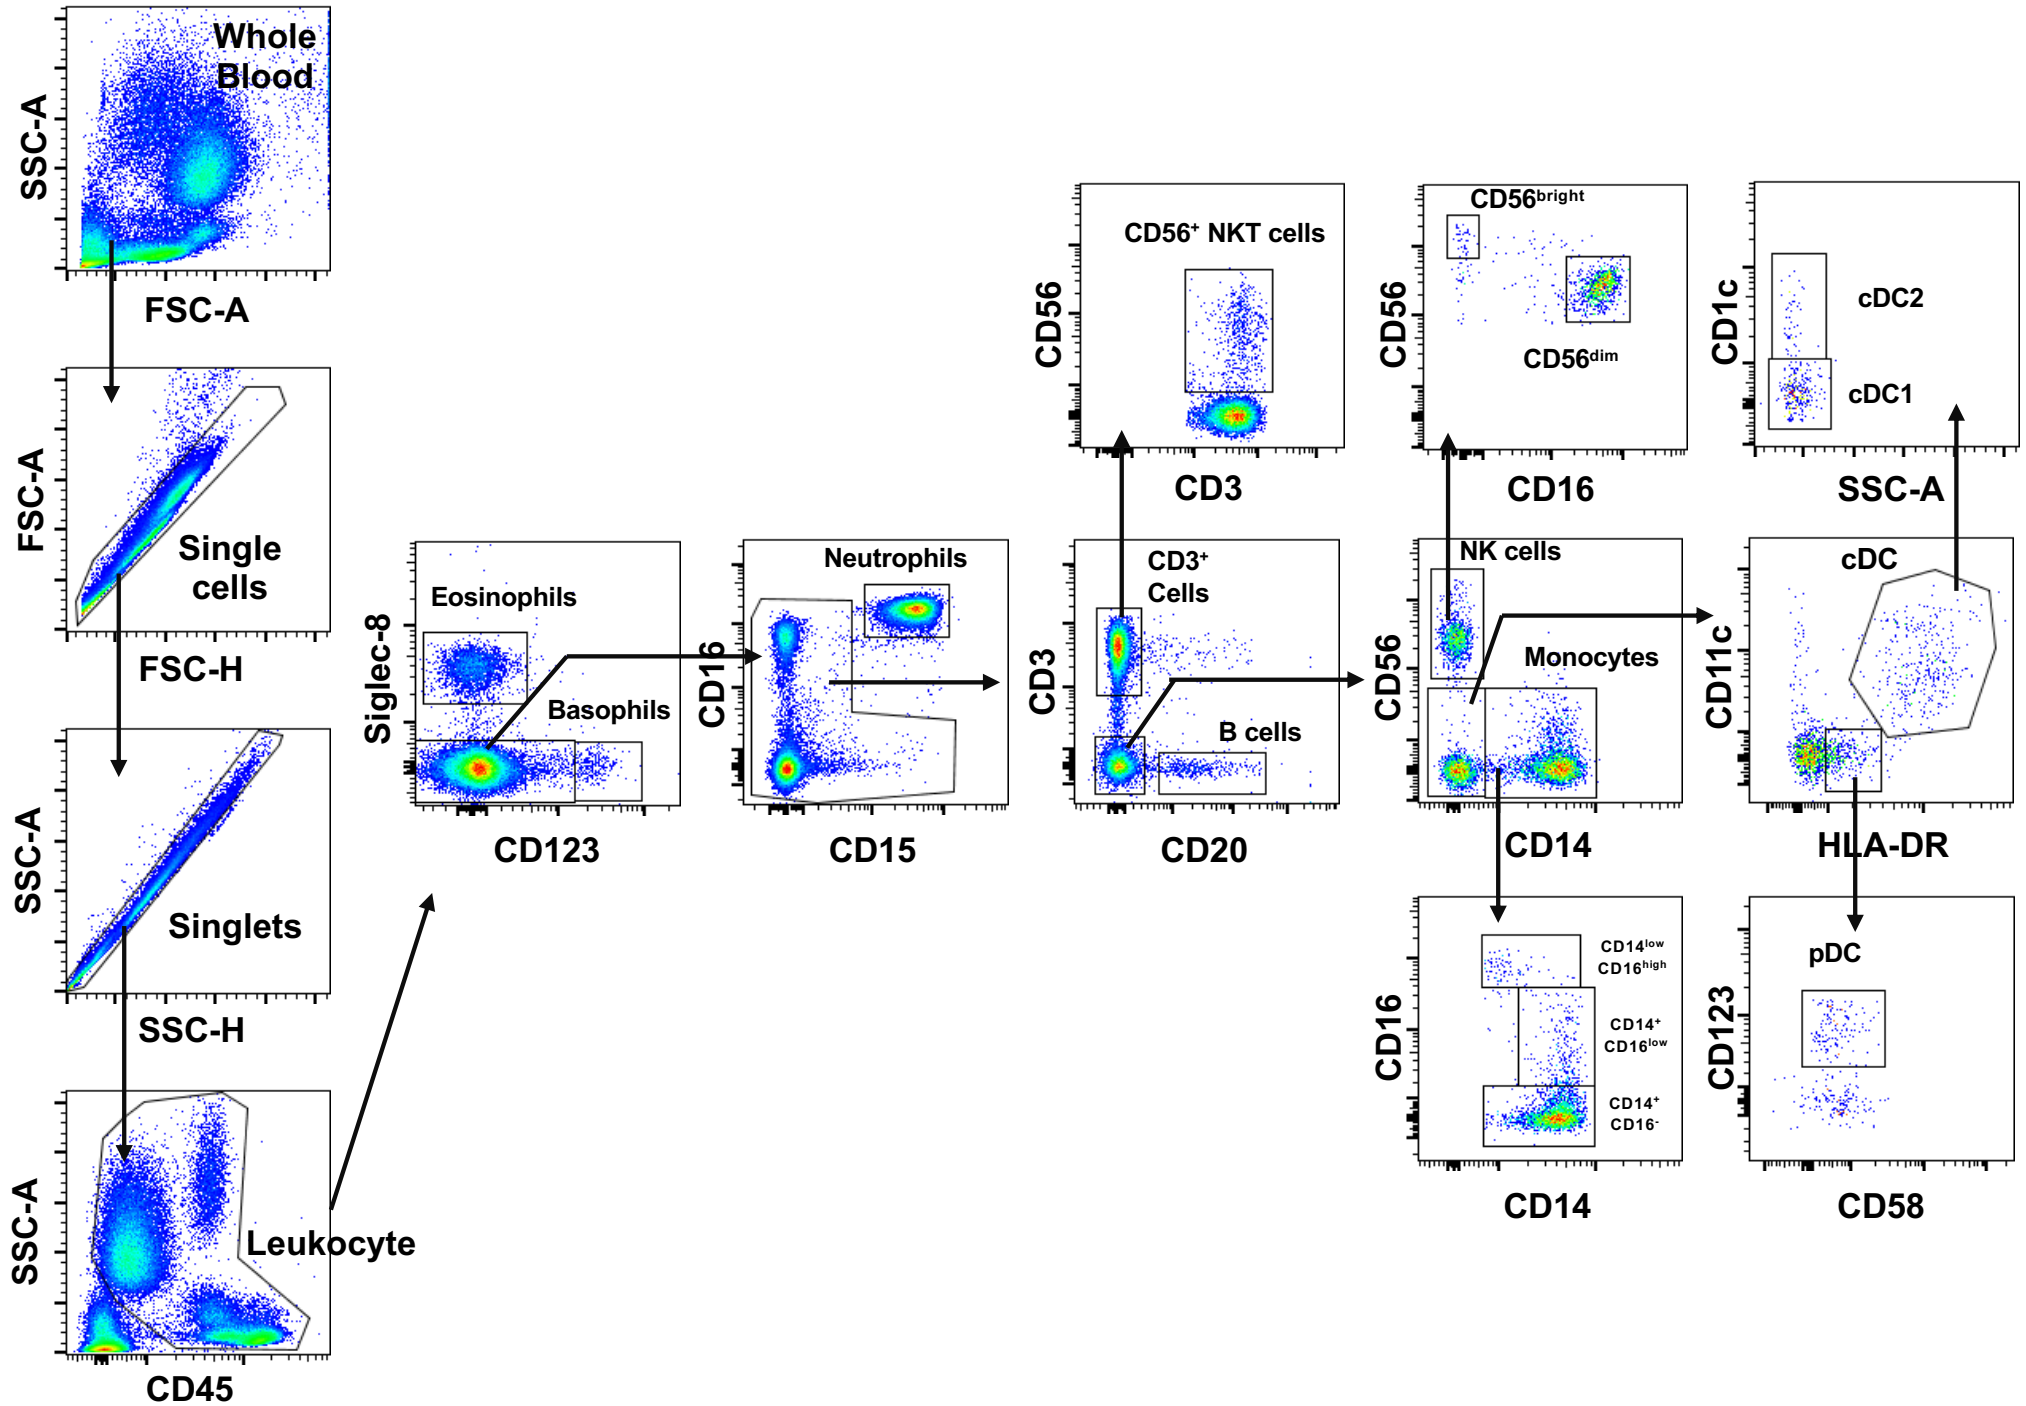 Whole
Blood
SSC-A
FSC-A
FSC-A
Single
cells
FSC-H
SSC-A
Singlets
SSC-H
SSC-A
Leukocyte
CD45
Siglec-8
Eosinophils
Basophils
CD123
CD16
Neutrophils
CD15
CD56
CD56+ NKT cells
CD3
CD3
CD3+
Cells
B cells
CD20
CD56
CD56bright
CD56dim
CD16
CD56
NK cells
Monocytes
CD14
CD16
CD14low
CD16high
CD14+
CD16low
CD14+
CD16-
CD14
CD1c
cDC2
cDC1
SSC-A
CD11c
cDC
HLA-DR
CD123
pDC
CD58